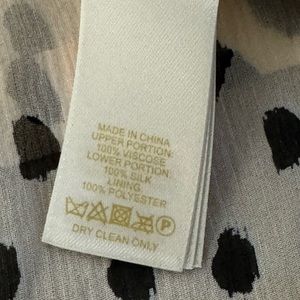 MADE IN CHINA
UPPER PORTION:
100% VISCOSE
LOWER PORTION:
100% SILK
LINING:
100% POLYESTER
P
DRY CLEAN ONLY